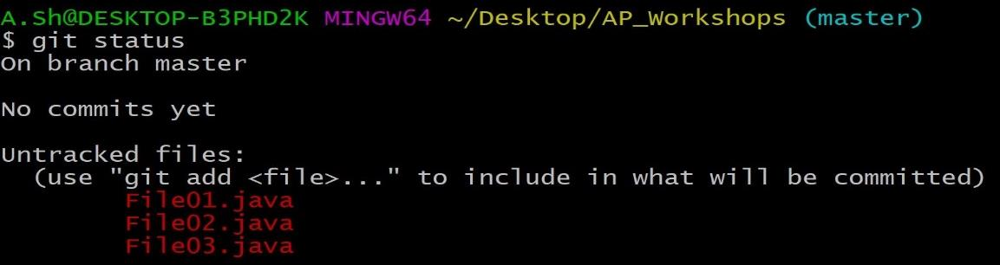 A.Sh@DESKTOP-B3PHD2K MINGW64 ~/Desktop/AP_Workshops (master)
$ git status
On branch master
No commits yet
Untracked files:
(use "git add <file>..." to include in what will be committed)
File01.java
File02.java
File03.java